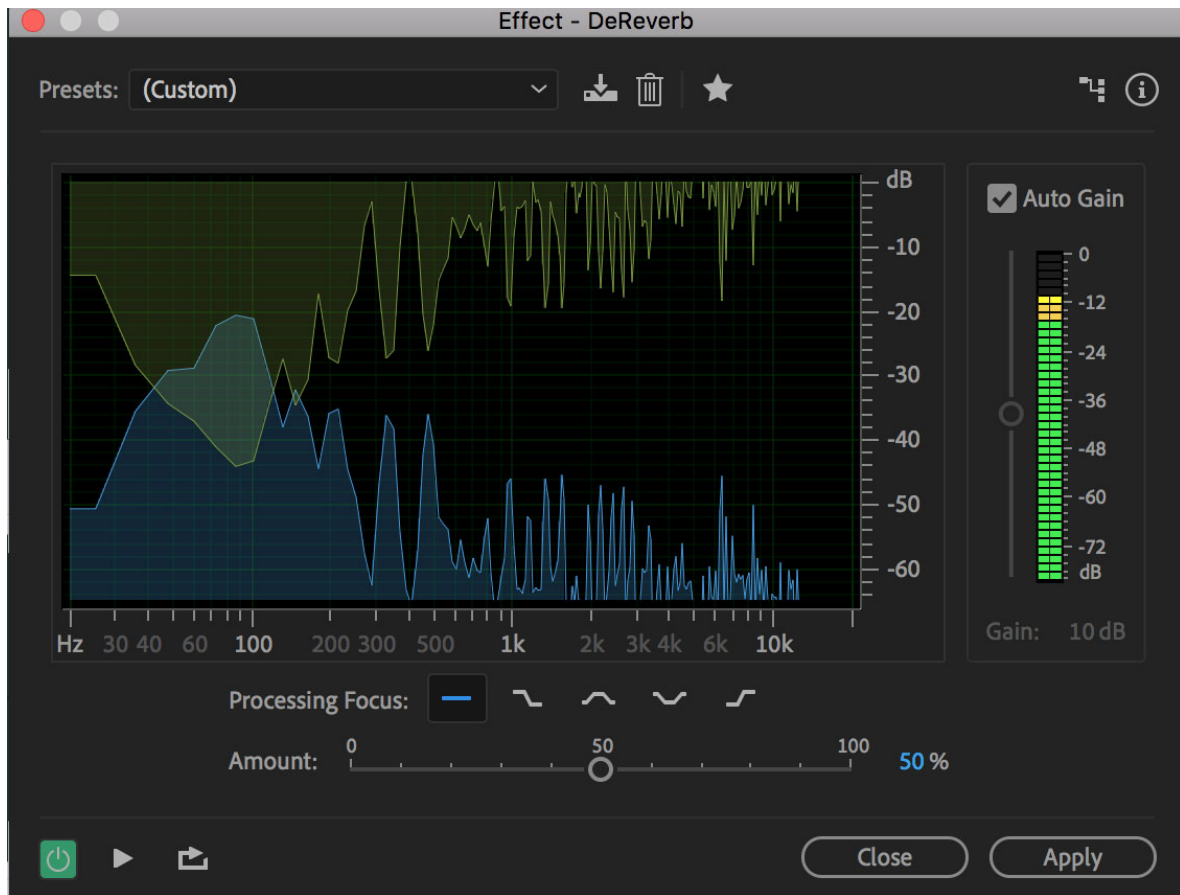 Effect - DeReverb
Presets: (Custom)
dB
-10
-20
-30
-40
-50
-60
Hz 30 40 60 100 200 300 500 1k 2k 3k 4k 6k 10k
Auto Gain
0
-12
-24
-36
-48
-60
-72
dB
Gain: 10 dB
Processing Focus:
0 50 100
Amount: 50 %
Close Apply